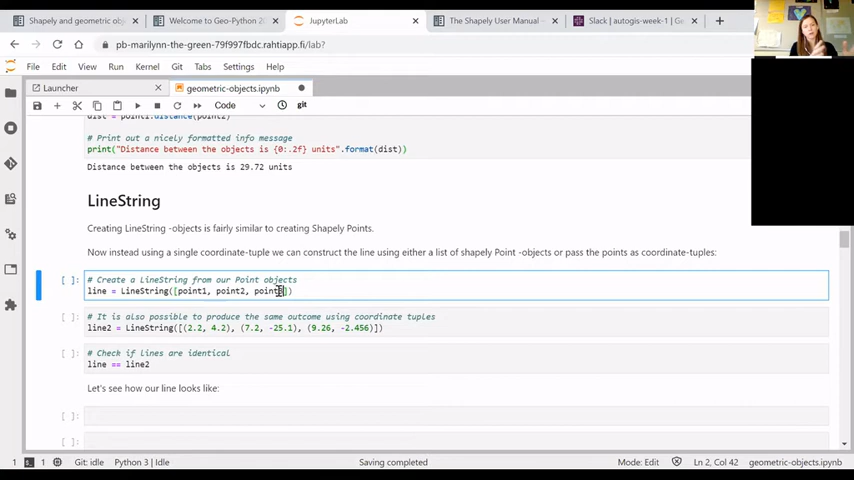 Shapely and geometric obj
Welcome to Geo-Python 20
JupyterLab
The Shapely User Manual —
Slack | autogis-week-1 | Ge
pb-marilynn-the-green-79f997fbdc.rahtiapp.fi/lab?
File Edit View Run Kernel Git Tabs Settings Help
Launcher
geometric-objects.ipynb
Code
git
dist = point1.distance(point2)
# Print out a nicely formatted info message
print("Distance between the objects is {0:.2f} units".format(dist))
Distance between the objects is 29.72 units
LineString
Creating LineString -objects is fairly similar to creating Shapely Points.
Now instead using a single coordinate-tuple we can construct the line using either a list of shapely Point -objects or pass the points as coordinate-tuples:
[ ]: # Create a LineString from our Point objects
line = LineString([point1, point2, point3])
[ ]: # It is also possible to produce the same outcome using coordinate tuples
line2 = LineString([(2.2, 4.2), (7.2, -25.1), (9.26, -2.456)])
[ ]: # Check if lines are identical
line == line2
Let's see how our line looks like:
[ ]:
[ ]:
1 1 Git: idle Python 3 | Idle Saving completed Mode: Edit Ln 2, Col 42 geometric-objects.ipynb